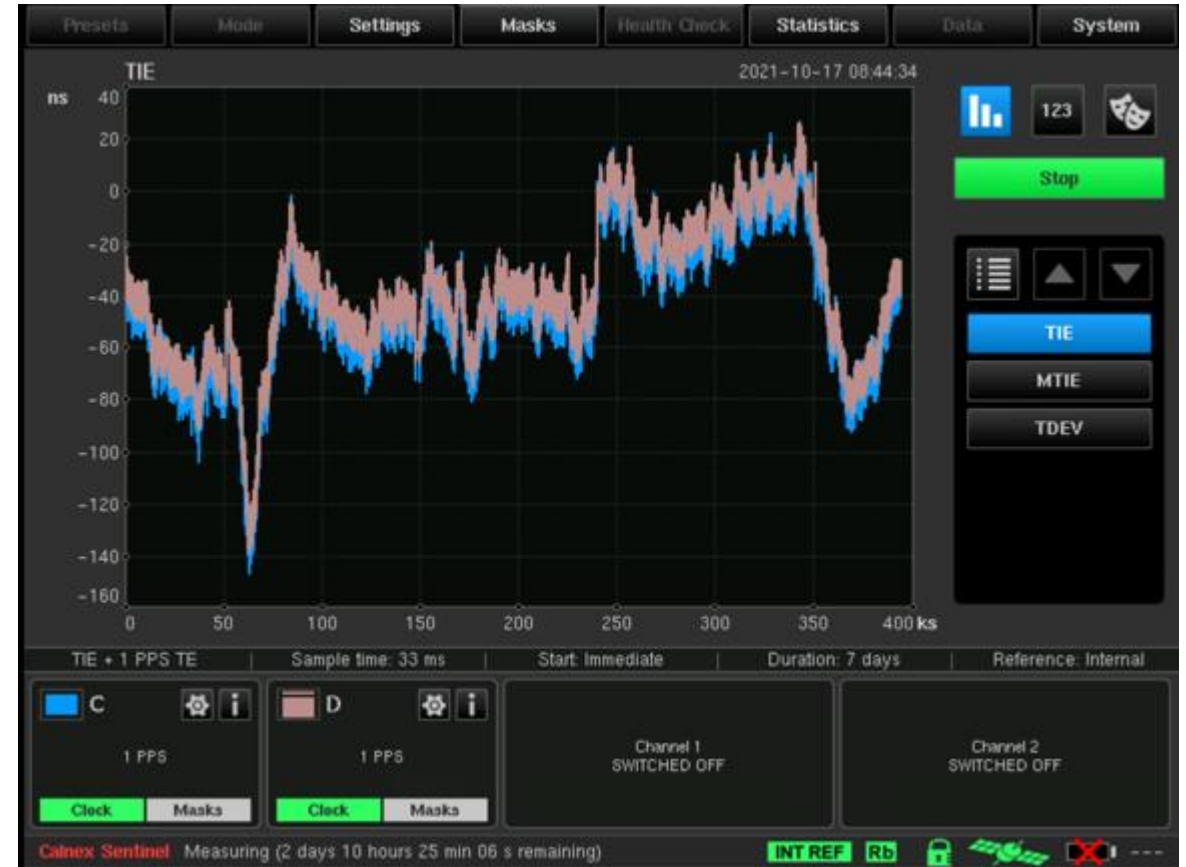 Presets Mode Settings Masks Health Check Statistics Data System
TIE 2021-10-17 08:44:34
ns 40
20
0
-20
-40
-60
-80
-100
-120
-140
-160
0 50 100 150 200 250 300 350 400 ks
123
Stop
TIE
MTIE
TDEV
TIE + 1 PPS TE | Sample time: 33 ms | Start: Immediate | Duration: 7 days | Reference: Internal
C i D i
1 PPS 1 PPS
Channel 1
SWITCHED OFF
Channel 2
SWITCHED OFF
Clock Masks Clock Masks
Calnex Sentinel Measuring (2 days 10 hours 25 min 06 s remaining) INT REF Rb ---